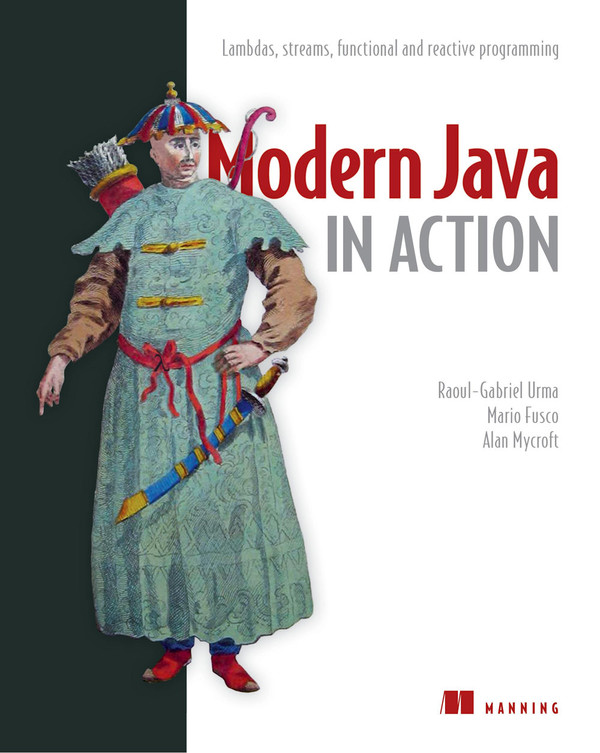 Lambdas, streams, functional and reactive programming
Modern Java
IN ACTION
Raoul-Gabriel Urma
Mario Fusco
Alan Mycroft
MANNING